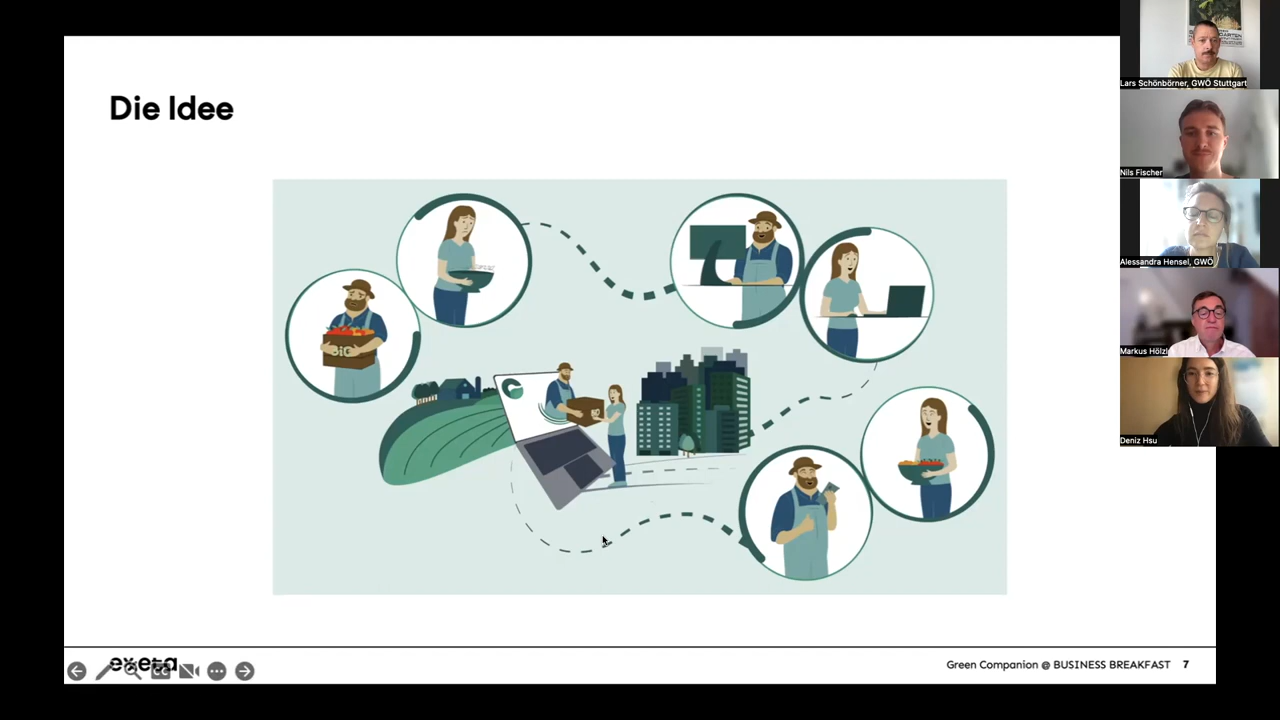 Die Idee
BiO
exeta
CC
Green Companion @ BUSINESS BREAKFAST 7
Lars Schönbörner, GWÖ Stuttgart
Nils Fischer
Alessandra Hensel, GWÖ
Markus Hölzl
Deniz Hsu